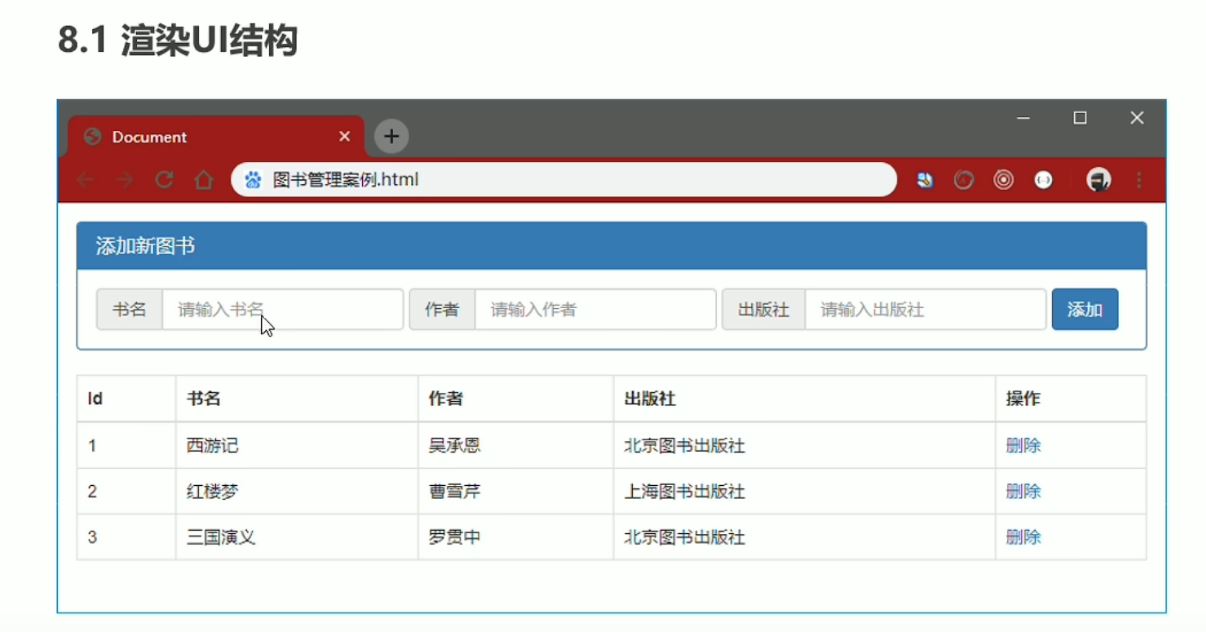 8.1 渲染UI结构
Document
图书管理案例.html
添加新图书
书名 请输入书名 作者 请输入作者 出版社 请输入出版社 添加
Id 书名 作者 出版社 操作
1 西游记 吴承恩 北京图书出版社 删除
2 红楼梦 曹雪芹 上海图书出版社 删除
3 三国演义 罗贯中 北京图书出版社 删除